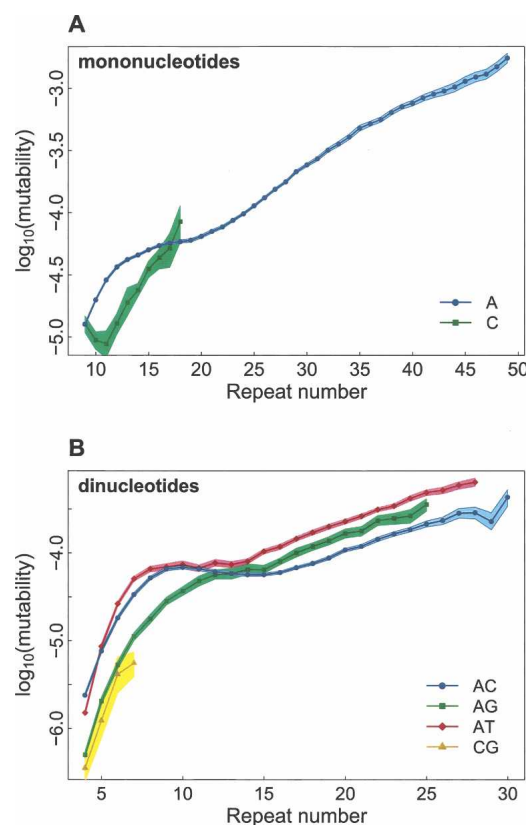 A
mononucleotides
log10(mutability)
-3.0
-3.5
-4.0
-4.5
-5.0
A
C
10 15 20 25 30 35 40 45 50
Repeat number
B
dinucleotides
log10(mutability)
-4.0
-5.0
-6.0
AC
AG
AT
CG
5 10 15 20 25 30
Repeat number